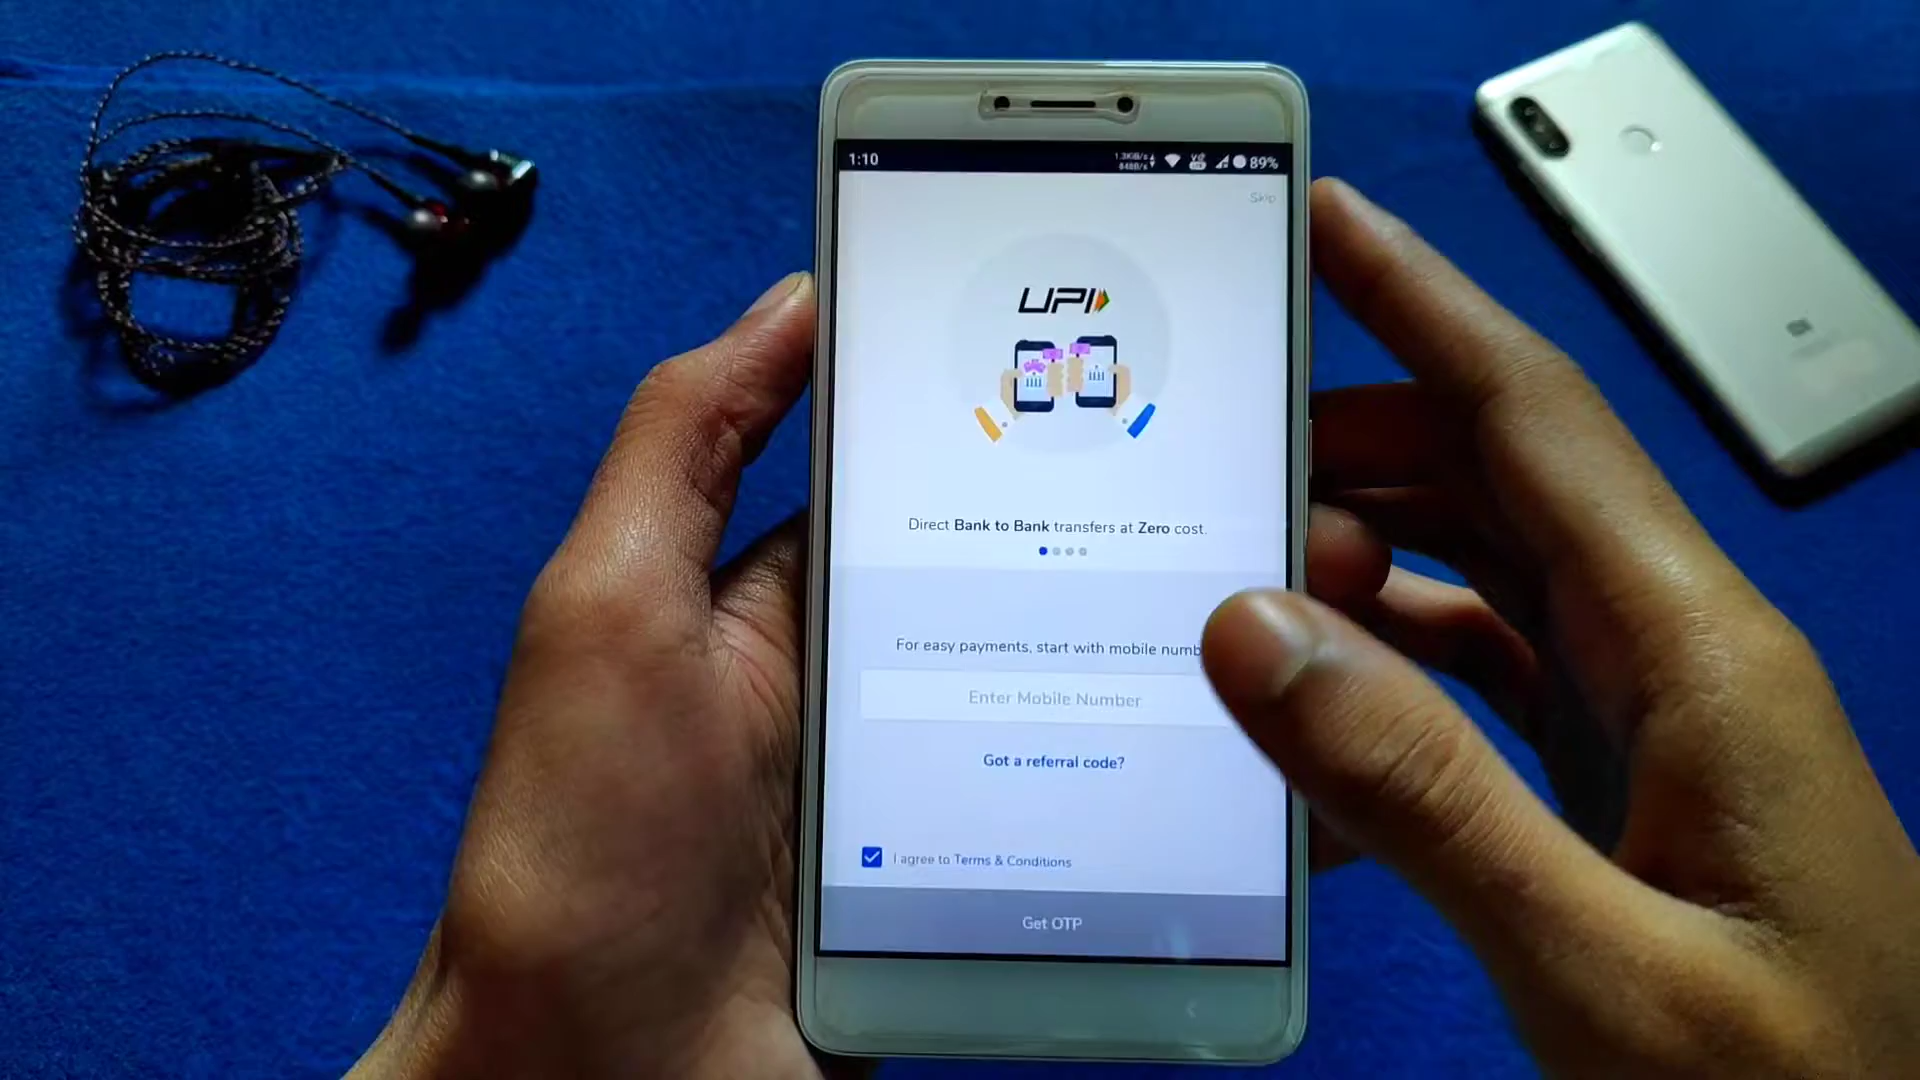 1:10
89%
Skip
UPI
Direct Bank to Bank transfers at Zero cost.
For easy payments, start with mobile numb
Enter Mobile Number
Got a referral code?
I agree to Terms & Conditions
Get OTP
mi